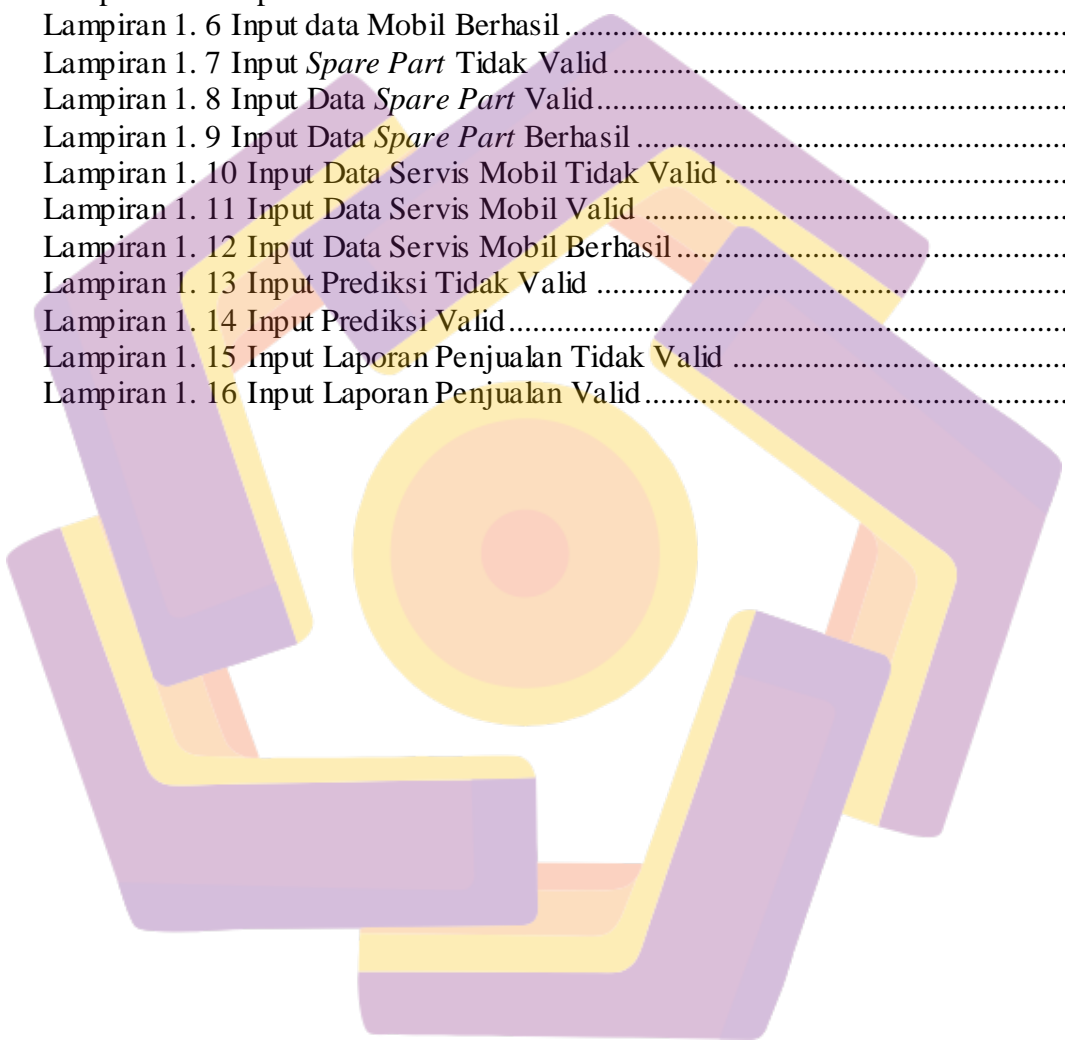 Lampiran 1. 6 Input data Mobil Berhasil ........................................................................
Lampiran 1. 7 Input Spare Part Tidak Valid ................................................................
Lampiran 1. 8 Input Data Spare Part Valid ..................................................................
Lampiran 1. 9 Input Data Spare Part Berhasil .............................................................
Lampiran 1. 10 Input Data Servis Mobil Tidak Valid .................................................
Lampiran 1. 11 Input Data Servis Mobil Valid ...........................................................
Lampiran 1. 12 Input Data Servis Mobil Berhasil .......................................................
Lampiran 1. 13 Input Prediksi Tidak Valid .................................................................
Lampiran 1. 14 Input Prediksi Valid ...........................................................................
Lampiran 1. 15 Input Laporan Penjualan Tidak Valid ................................................
Lampiran 1. 16 Input Laporan Penjualan Valid ...........................................................